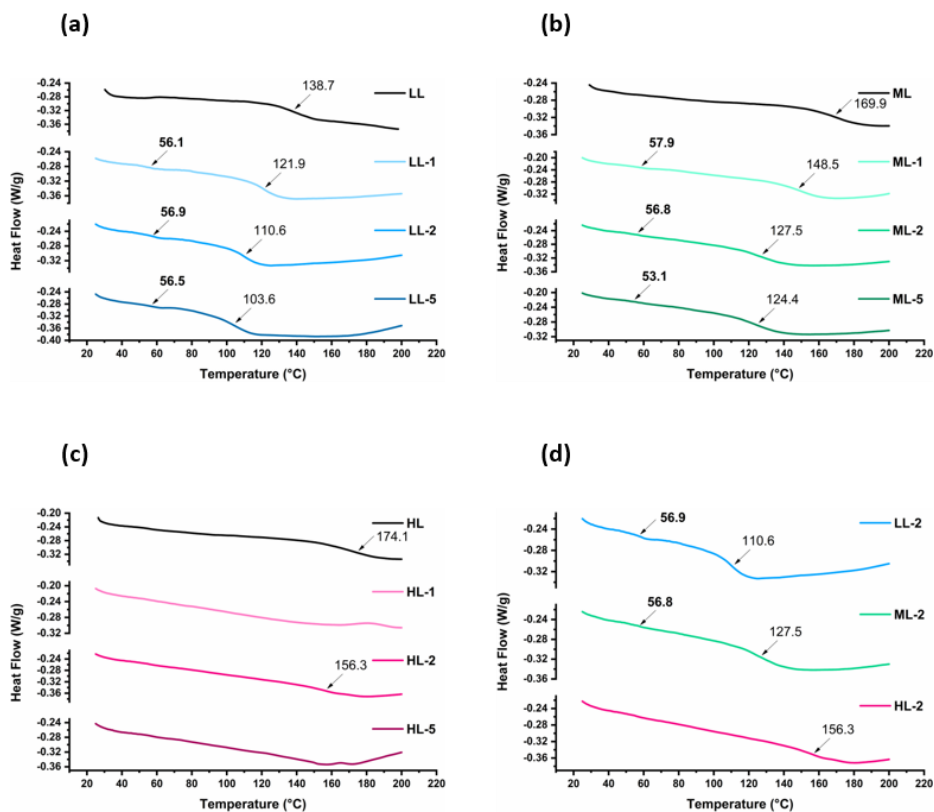 (a)
Heat Flow (W/g)
-0.24
-0.28
-0.32
-0.36
138.7
LL
-0.24
-0.30
-0.36
56.1
121.9
LL-1
-0.24
-0.32
56.9
110.6
LL-2
-0.24
-0.28
-0.32
-0.36
-0.40
56.5
103.6
LL-5
20 40 60 80 100 120 140 160 180 200 220
Temperature (°C)
(b)
Heat Flow (W/g)
-0.24
-0.28
-0.32
-0.36
169.9
ML
-0.20
-0.24
-0.28
-0.32
57.9
148.5
ML-1
-0.24
-0.28
-0.32
-0.36
56.8
127.5
ML-2
-0.20
-0.24
-0.28
-0.32
53.1
124.4
ML-5
20 40 60 80 100 120 140 160 180 200 220
Temperature (°C)
(c)
Heat Flow (W/g)
-0.20
-0.24
-0.28
-0.32
174.1
HL
-0.20
-0.24
-0.28
-0.32
HL-1
-0.24
-0.28
-0.32
-0.36
156.3
HL-2
-0.24
-0.28
-0.32
-0.36
HL-5
20 40 60 80 100 120 140 160 180 200 220
Temperature (°C)
(d)
Heat Flow (W/g)
-0.24
-0.28
-0.32
56.9
110.6
LL-2
-0.24
-0.28
-0.32
-0.36
56.8
127.5
ML-2
-0.24
-0.28
-0.32
-0.36
156.3
HL-2
20 40 60 80 100 120 140 160 180 200 220
Temperature (°C)